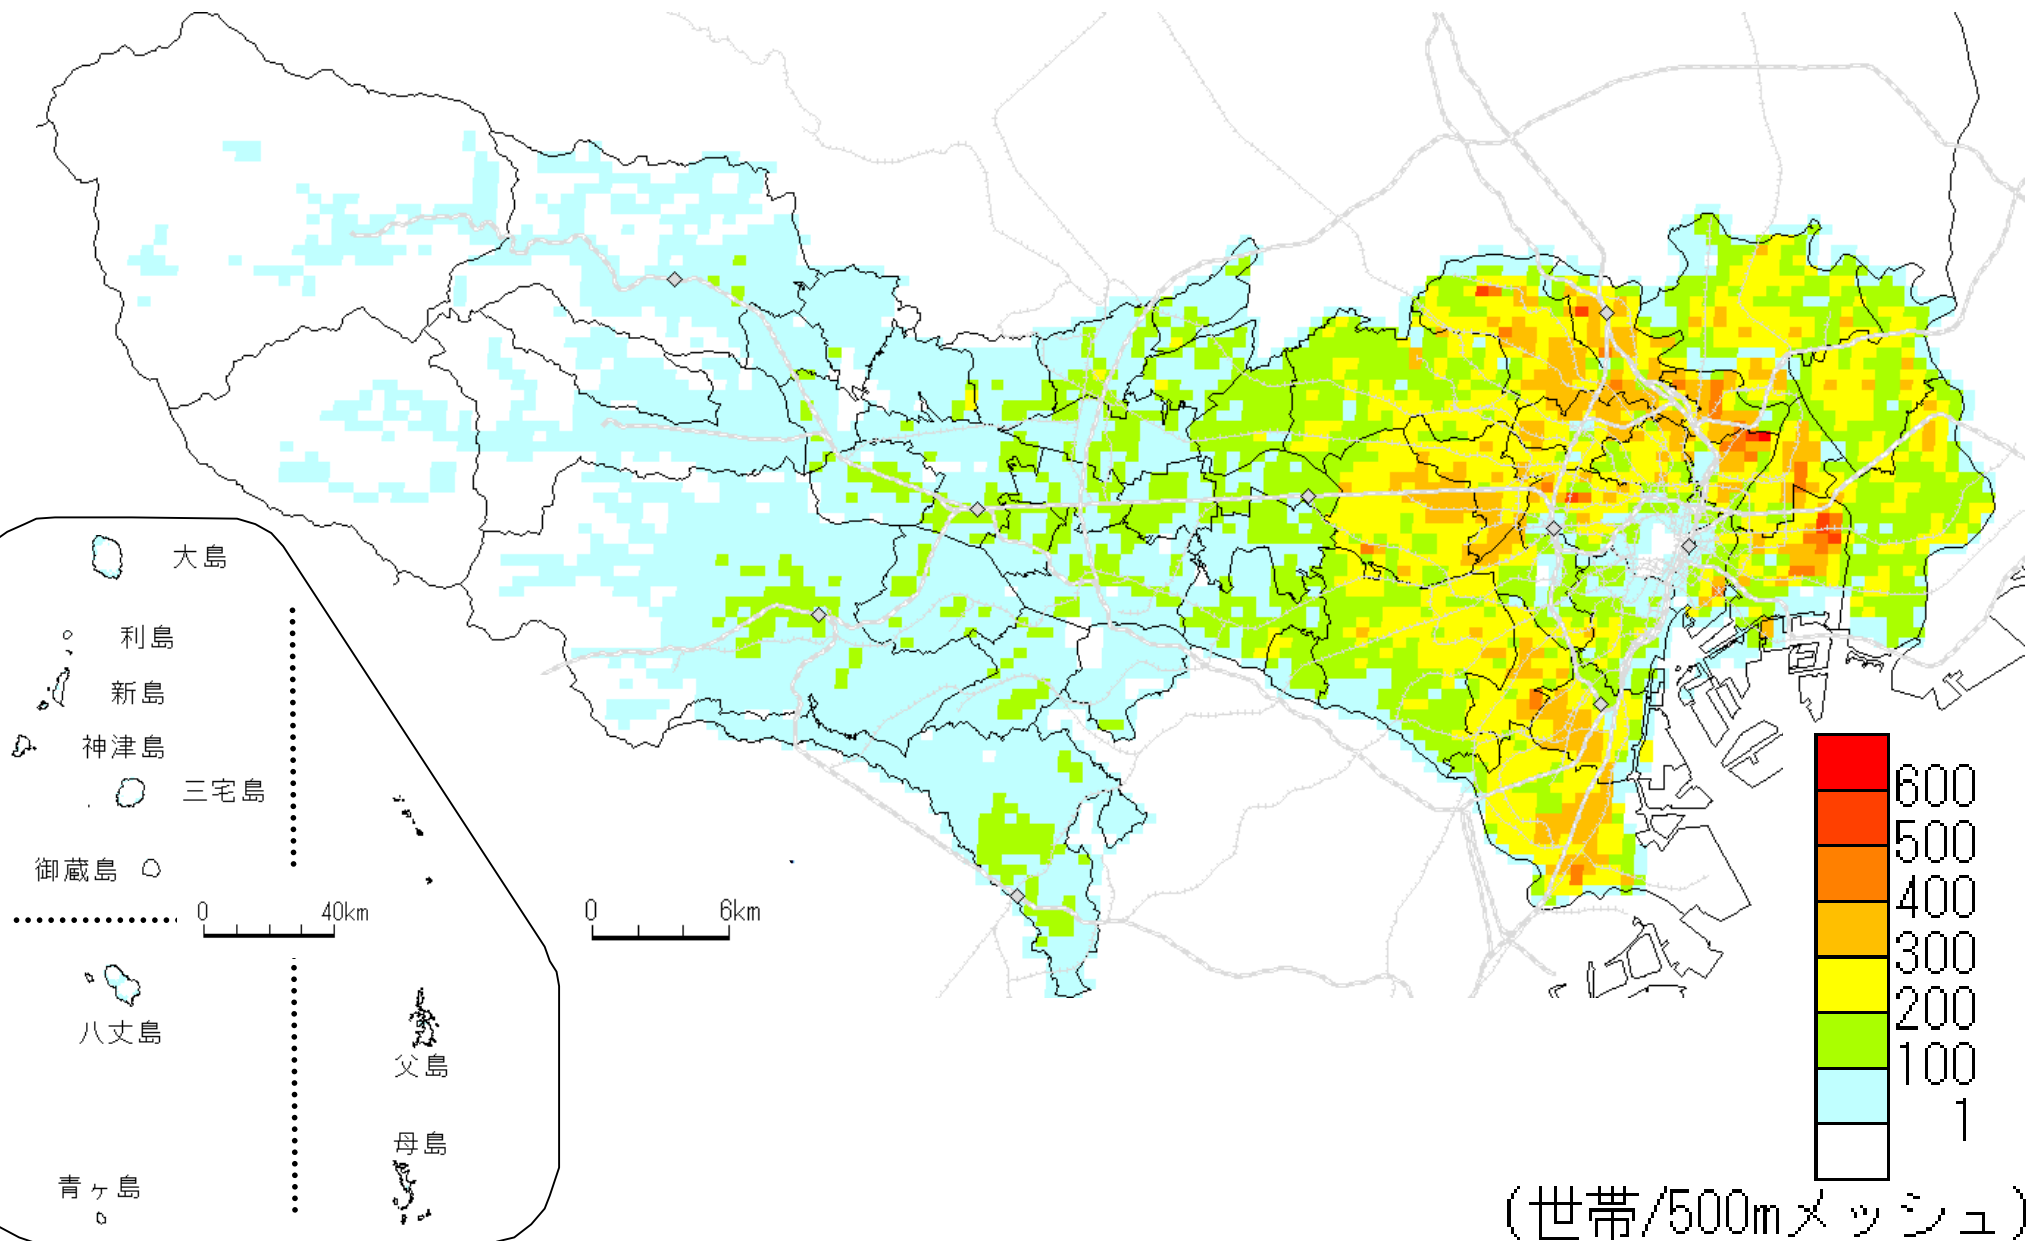 大島
利島
新島
神津島
三宅島
御蔵島
0 40km
0 6km
八丈島
父島
母島
青ヶ島
600
500
400
300
200
100
1
(世帯/500mメッシュ)